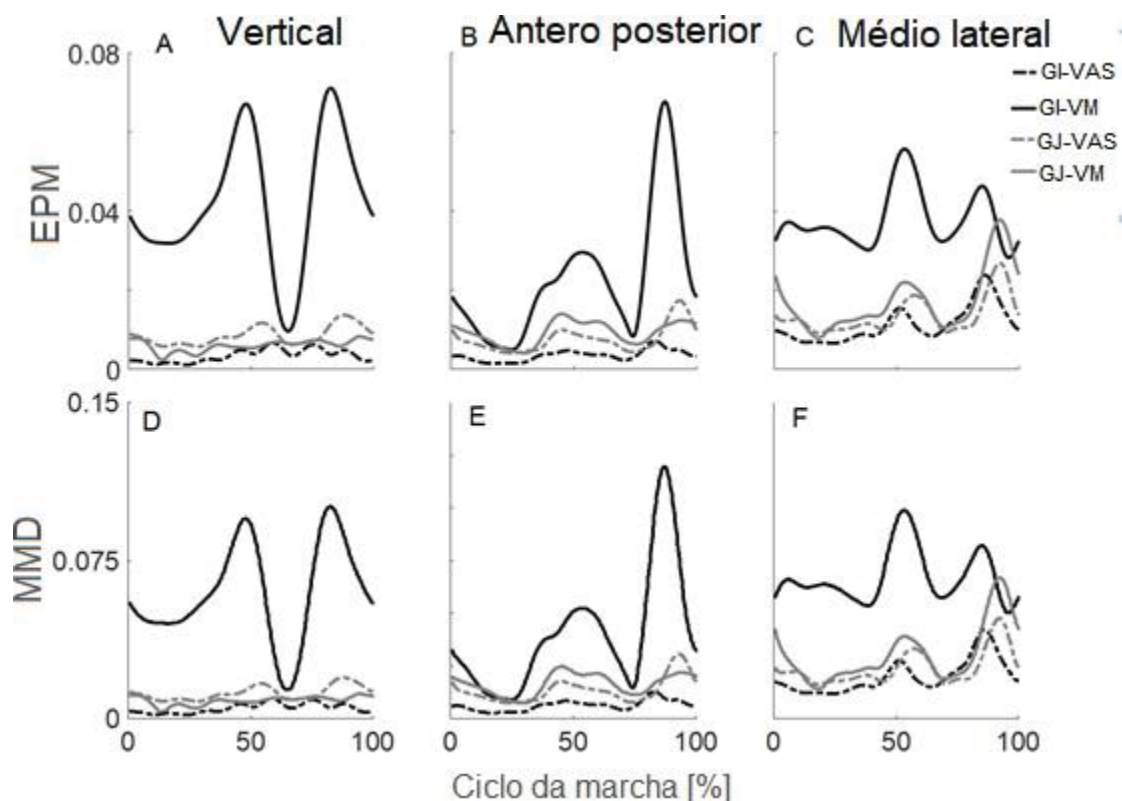 A Vertical
B Antero posterior
C Médio lateral
GI-VAS
GI-VM
GJ-VAS
GJ-VM
EPM
0.08
0.04
0
D
E
F
MMD
0.15
0.075
0
0 50 100
0 50 100
0 50 100
Ciclo da marcha [%]